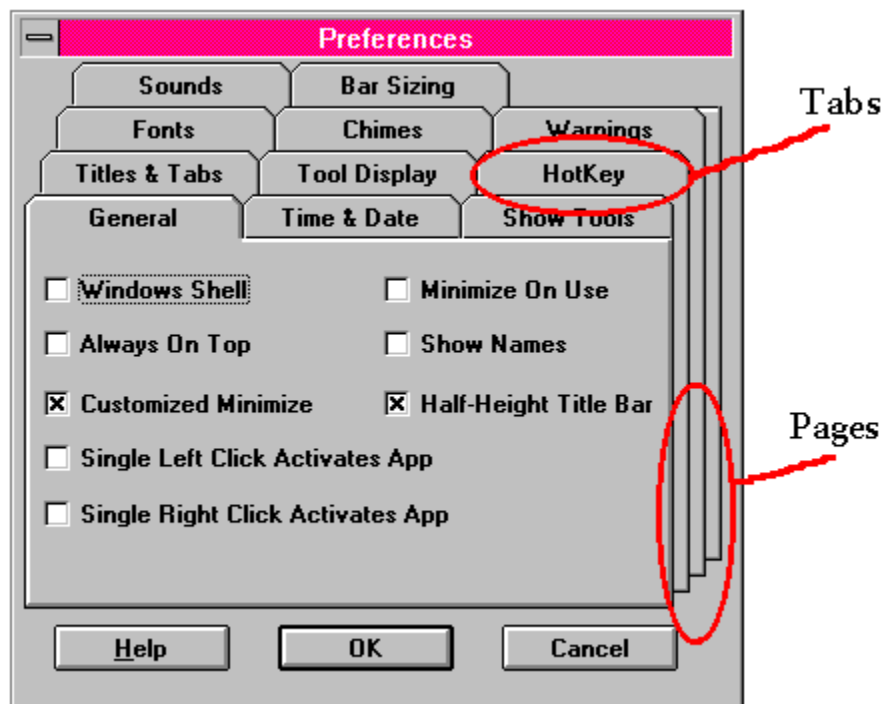 Preferences
Sounds Bar Sizing
Tabs
Fonts Chimes Warnings
Titles & Tabs Tool Display HotKey
General Time & Date Show Tools
Windows Shell Minimize On Use
Always On Top Show Names
Customized Minimize Half-Height Title Bar
Pages
Single Left Click Activates App
Single Right Click Activates App
Help OK Cancel